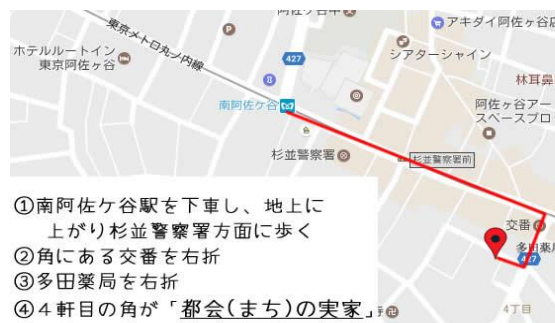 アキダイ阿佐ヶ谷店
東京メトロ丸ノ内線
ホテルルートイン
東京阿佐ヶ谷
427
シアターシャイン
林耳鼻
南阿佐ケ谷
阿佐ヶ谷アー
スペースプロ
杉並警察署
杉並警察署前
交番
多田薬局
427
4丁目
①南阿佐ケ谷駅を下車し、地上に
上がり杉並警察署方面に歩く
②角にある交番を右折
③多田薬局を右折
④4軒目の角が「都会(まち)の実家」